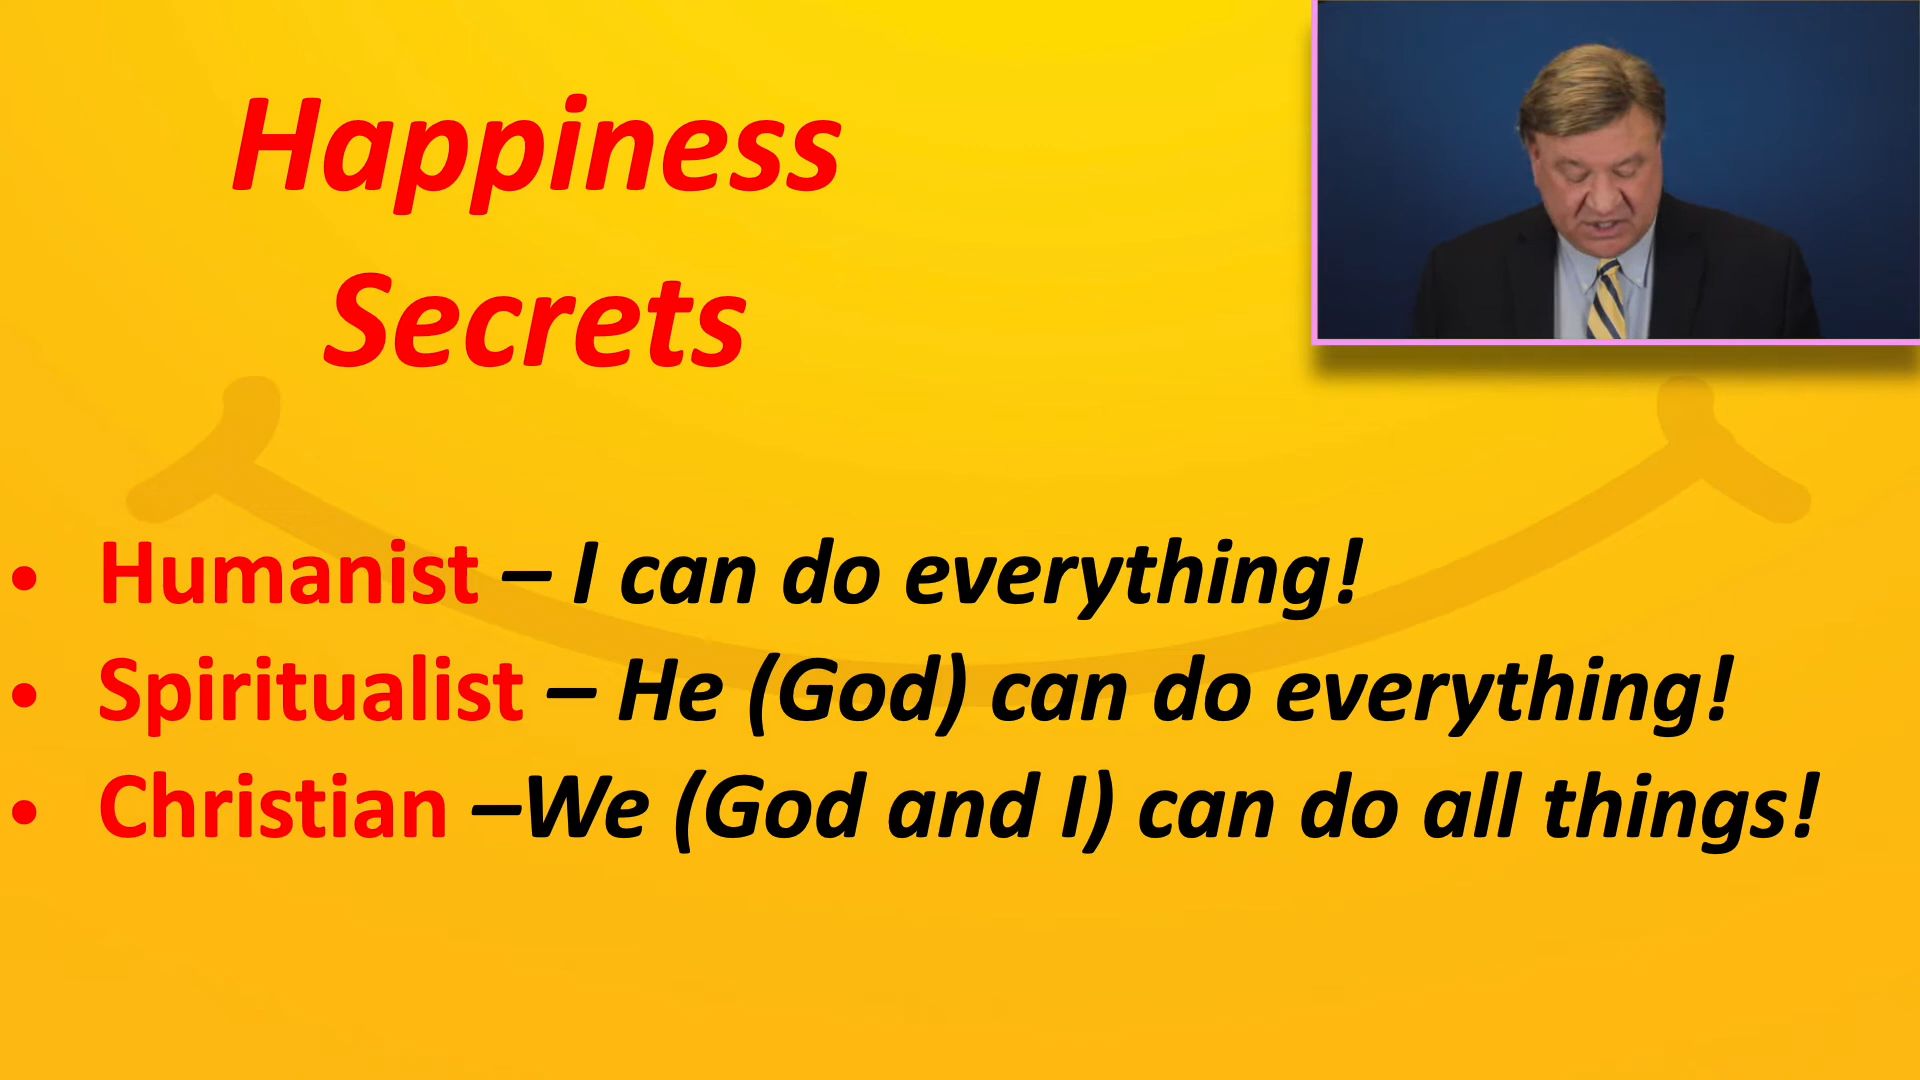 Happiness
Secrets
• Humanist – I can do everything!
• Spiritualist – He (God) can do everything!
• Christian –We (God and I) can do all things!